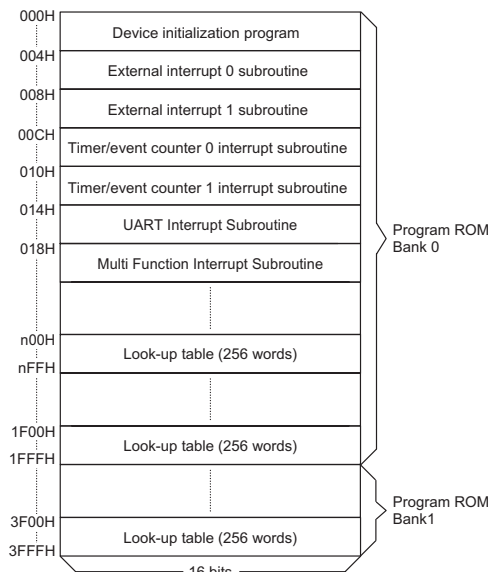 000H
Device initialization program
004H
External interrupt 0 subroutine
008H
External interrupt 1 subroutine
00CH
Timer/event counter 0 interrupt subroutine
010H
Timer/event counter 1 interrupt subroutine
014H
UART Interrupt Subroutine
018H
Multi Function Interrupt Subroutine
Program ROM
Bank 0
n00H
Look-up table (256 words)
nFFH
1F00H
Look-up table (256 words)
1FFFH
Program ROM
Bank1
3F00H
Look-up table (256 words)
3FFFH
16 bits